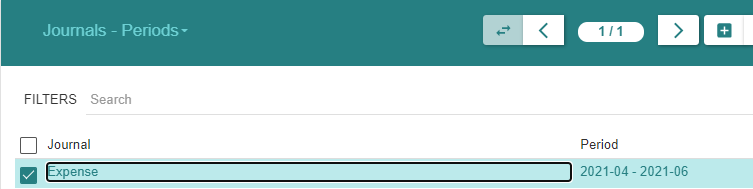 Journals - Periods
1 / 1
FILTERS Search
Journal Period
Expense 2021-04 - 2021-06